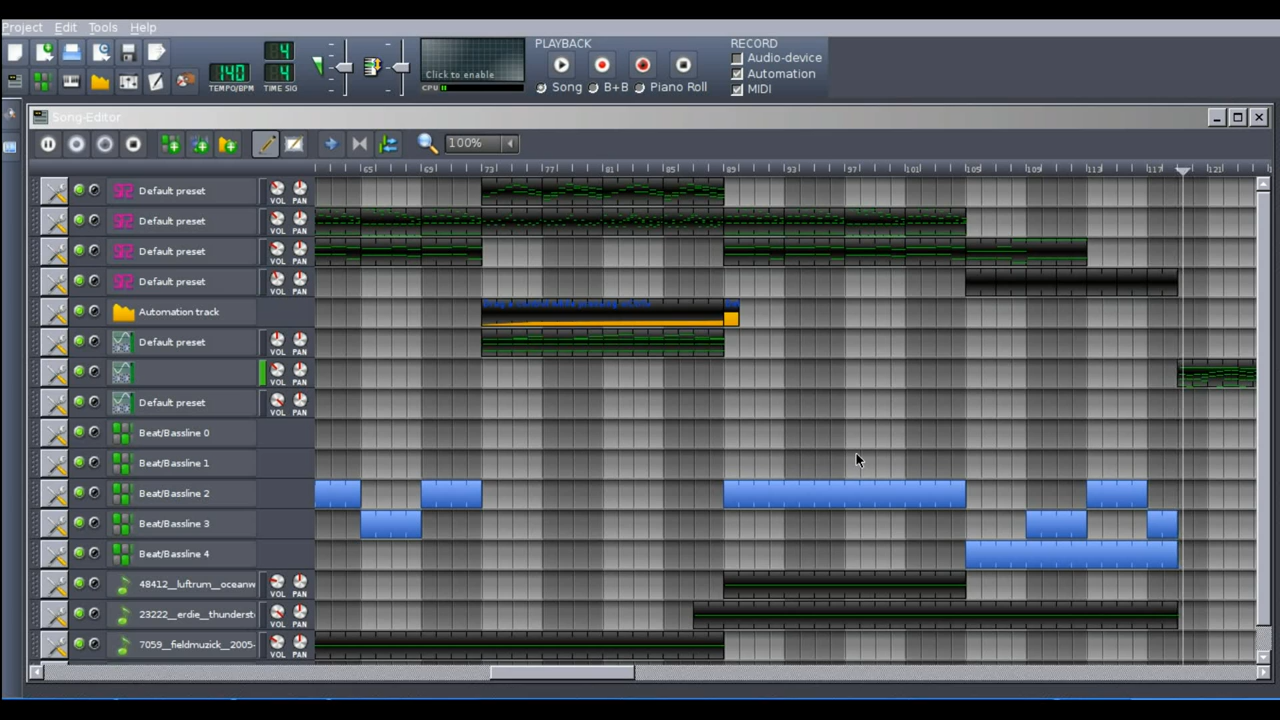 Project Edit Tools Help
4
PLAYBACK
RECORD
Audio-device
Click to enable
140
4
Automation
TEMPO/BPM
TIME SIG
CPU
Song
B+B
Piano Roll
MIDI
Song-Editor
100%
65 69 73 77 81 85 89 93 97 101 105 109 113 117 121
Default preset VOL PAN
Default preset VOL PAN
Default preset VOL PAN
Default preset VOL PAN
Automation track
Default preset VOL PAN
VOL PAN
Default preset VOL PAN
Beat/Bassline 0
Beat/Bassline 1
Beat/Bassline 2
Beat/Bassline 3
Beat/Bassline 4
48412__luftrum__oceanw VOL PAN
23222__erdie__thunderst VOL PAN
7059__fieldmuzick__2005- VOL PAN